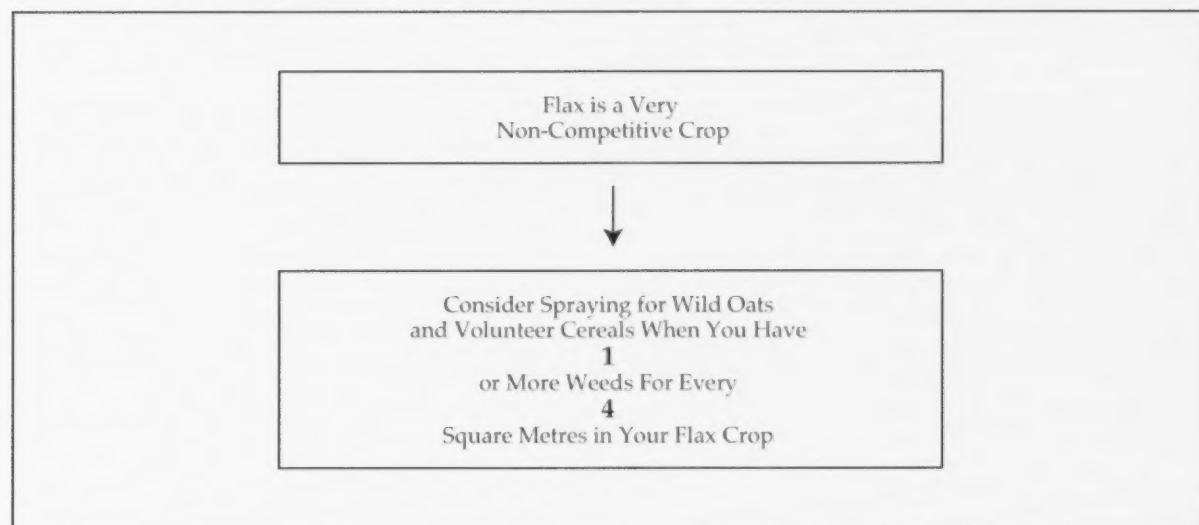 Flax is a Very
Non-Competitive Crop
Consider Spraying for Wild Oats
and Volunteer Cereals When You Have
1
or More Weeds For Every
4
Square Metres in Your Flax Crop